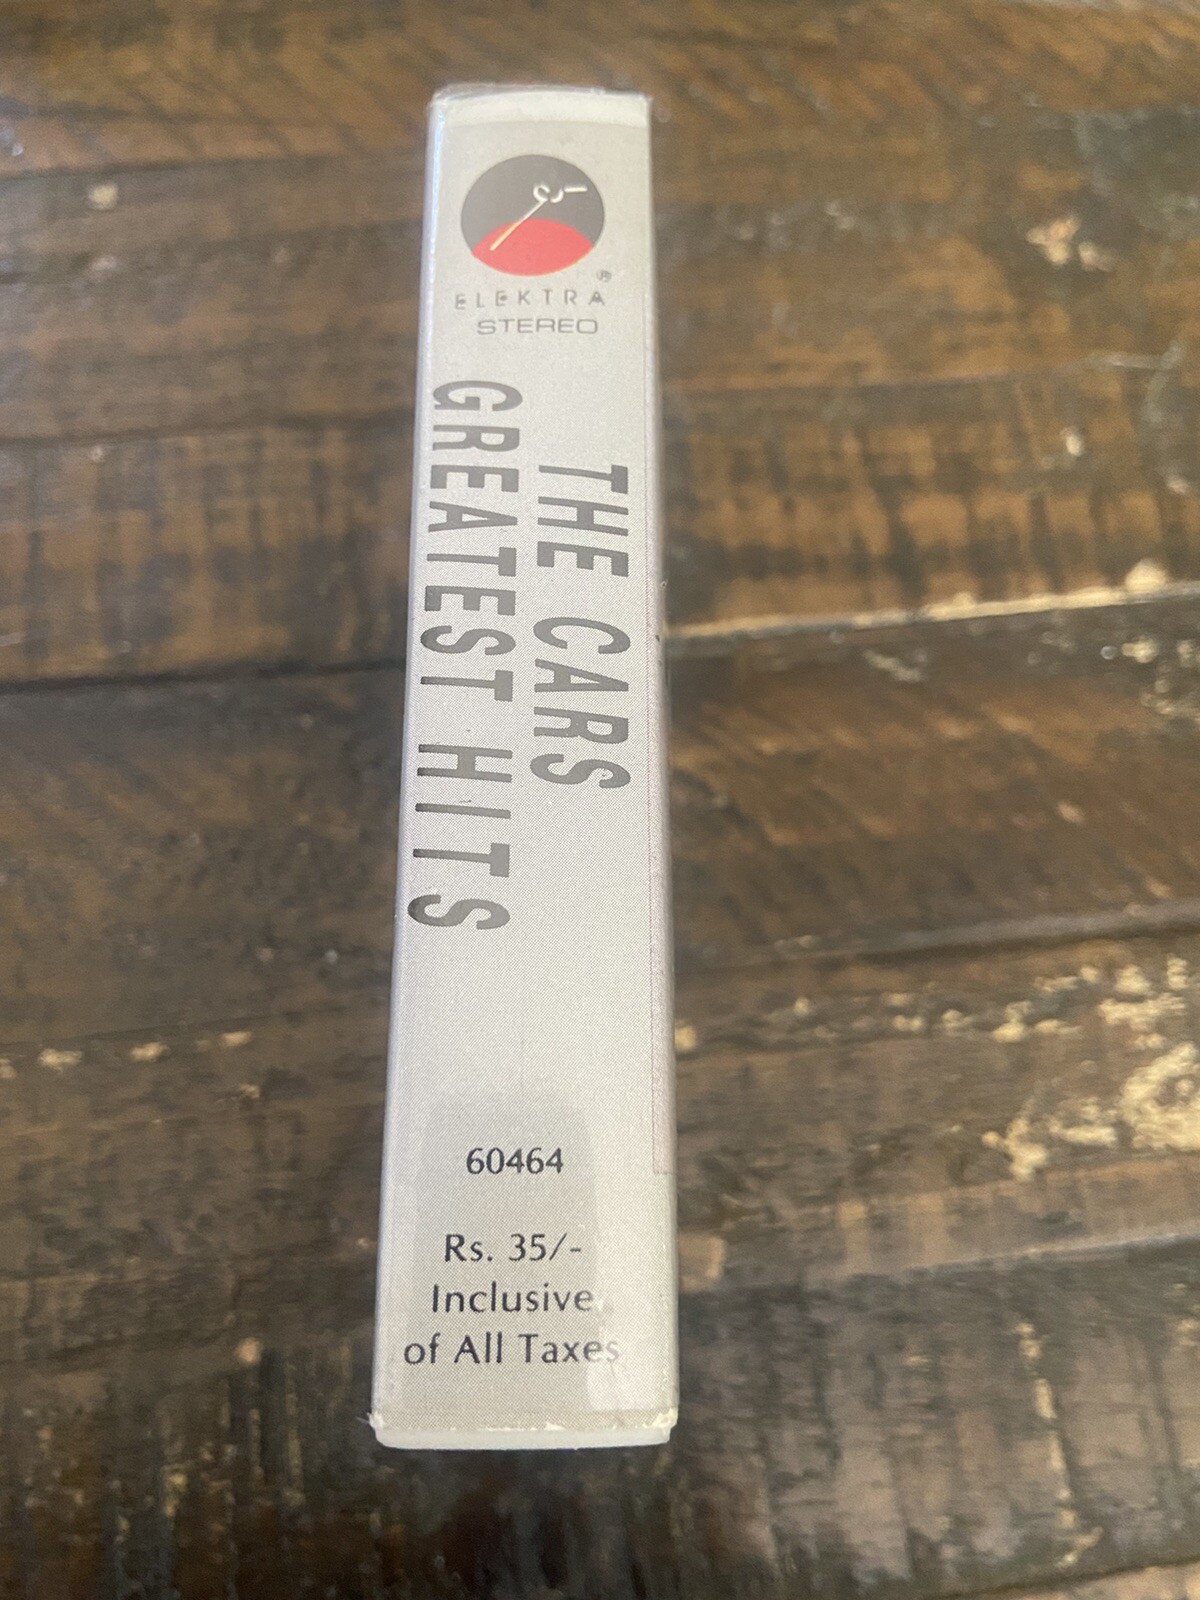 ®
ELEKTRA
STEREO
THE CARS
GREATEST HITS
60464
Rs. 35/-
Inclusive
of All Taxes